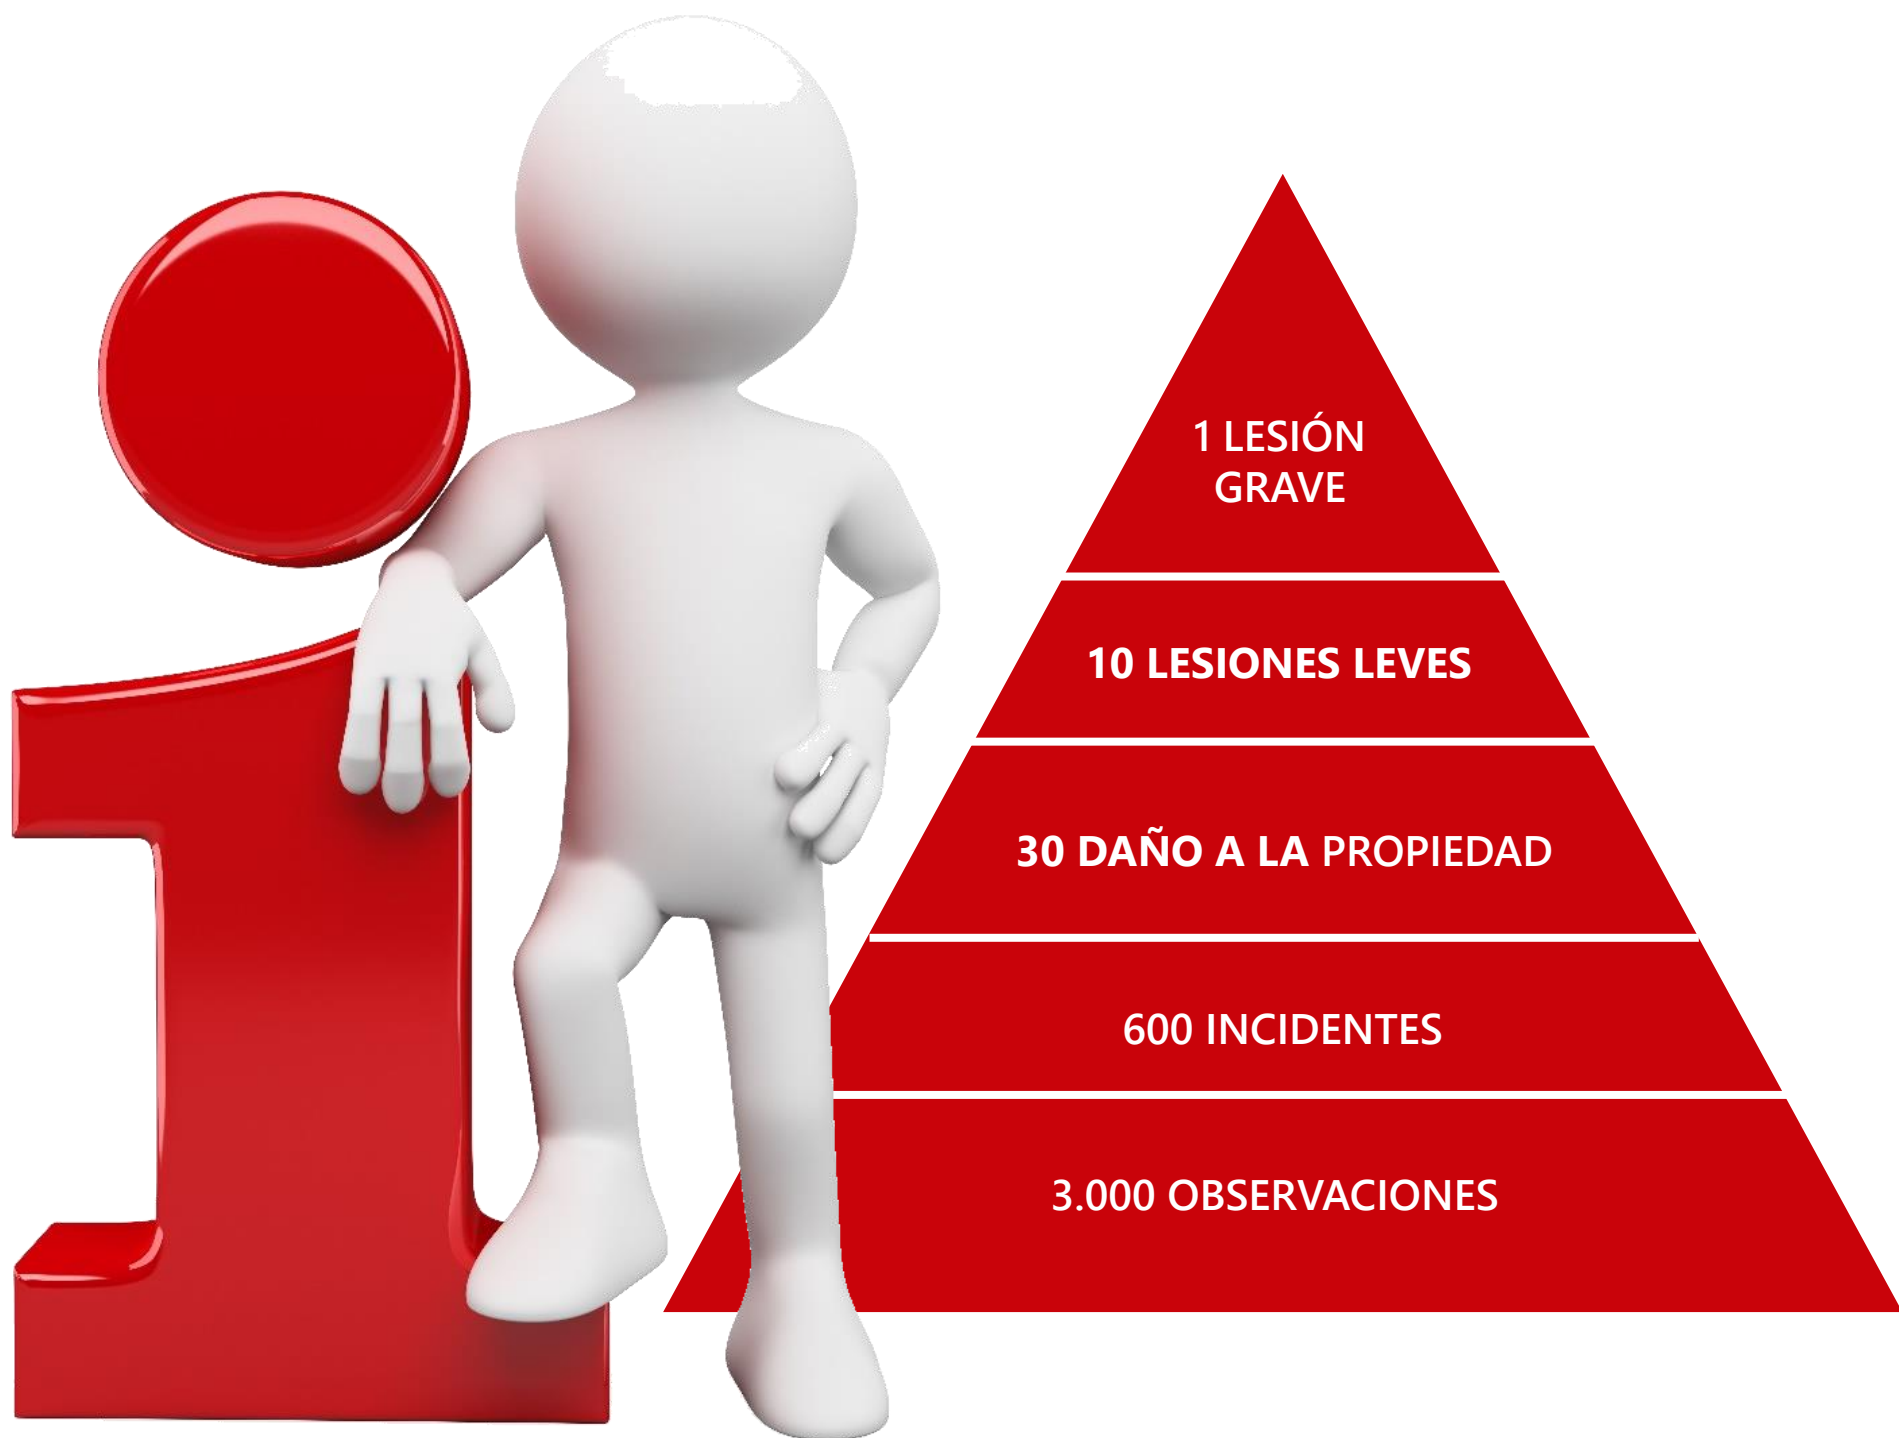 1 LESIÓN
GRAVE
10 LESIONES LEVES
30 DAÑO A LA PROPIEDAD
600 INCIDENTES
3.000 OBSERVACIONES